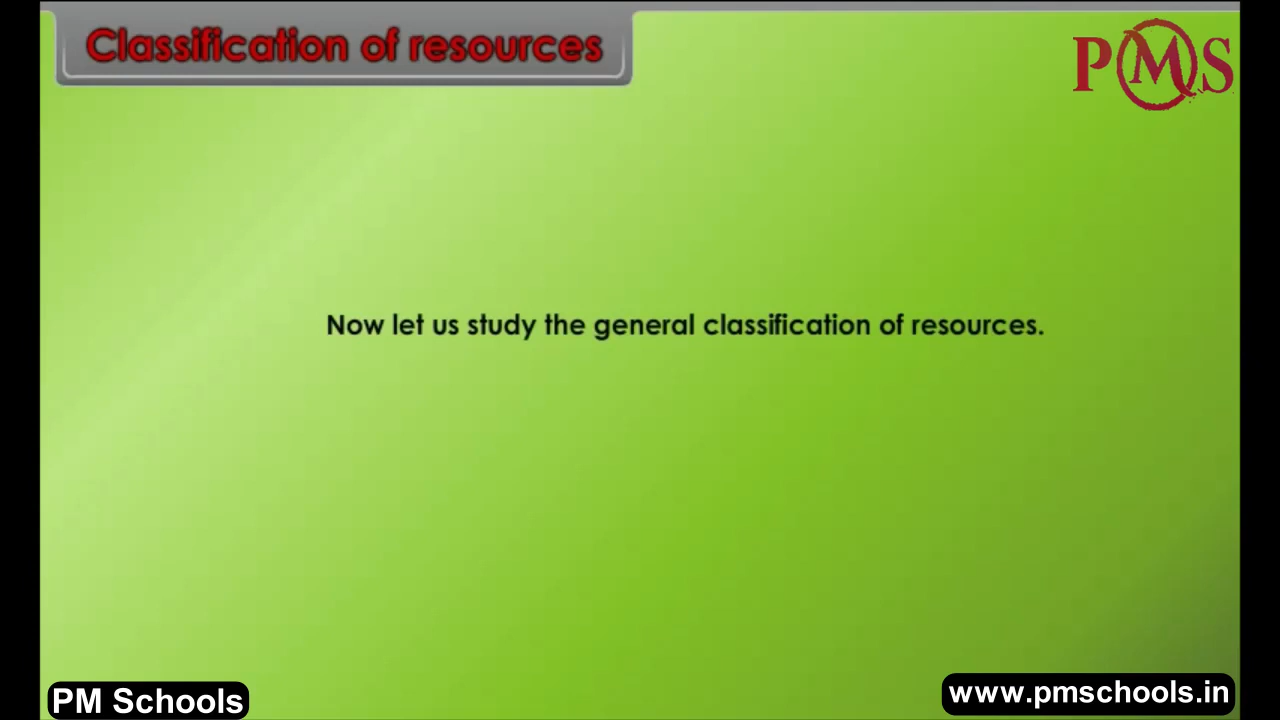 Classification of resources
PMS
Now let us study the general classification of resources.
PM Schools
www.pmschools.in